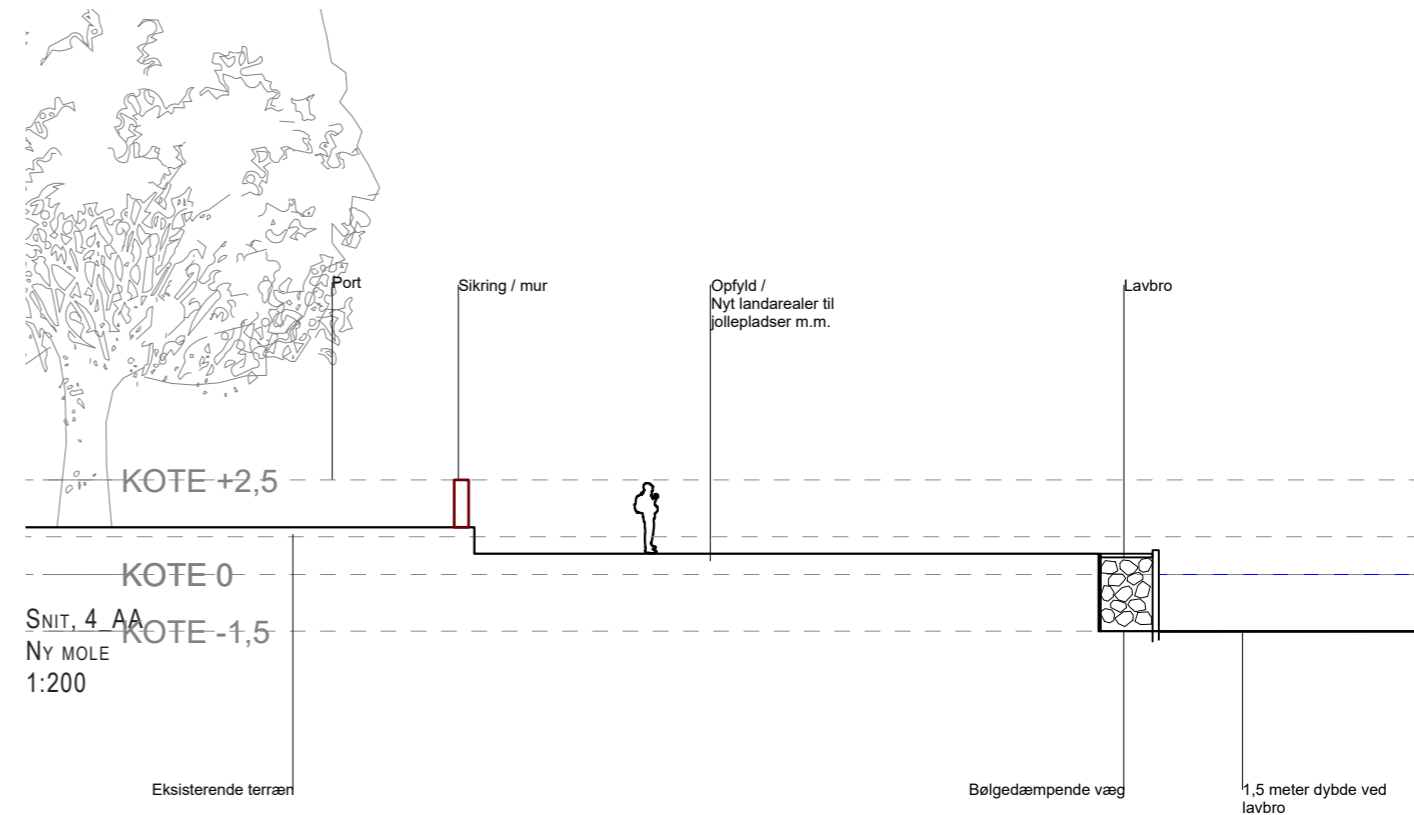 Port
Sikring / mur
Opfyld /
Nyt landarealer til
jollepladser m.m.
Lavbro
KOTE +2,5
KOTE 0
KOTE -1,5
SNIT, 4_AA
NY MOLE
1:200
Eksisterende terræn
Bølgedæmpende væg
1,5 meter dybde ved
lavbro